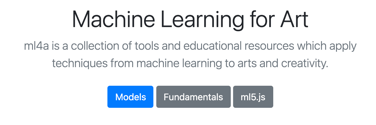 Machine Learning for Art
ml4a is a collection of tools and educational resources which apply
techniques from machine learning to arts and creativity.
Models Fundamentals ml5.js